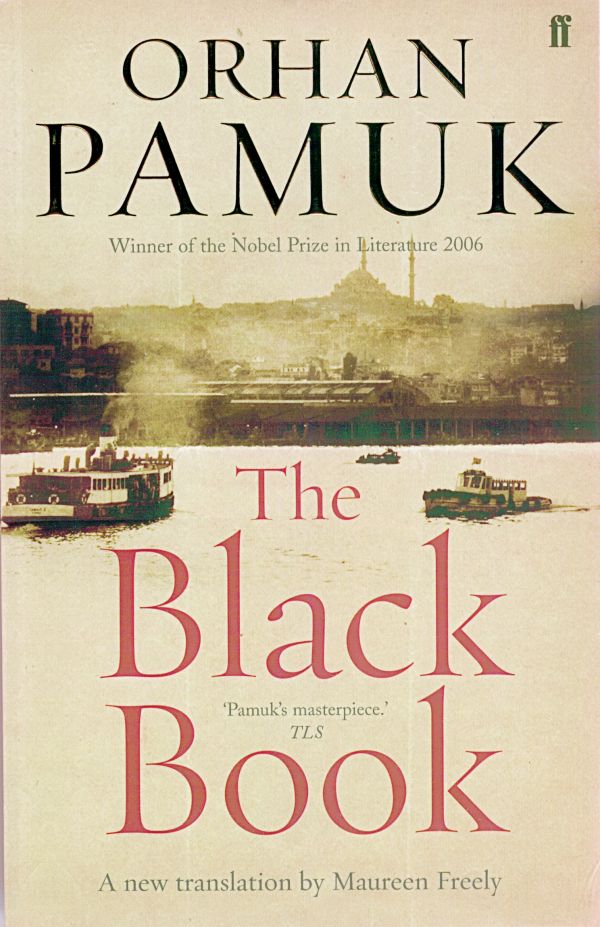 ff
ORHAN
PAMUK
Winner of the Nobel Prize in Literature 2006
The
Black
'Pamuk's masterpiece.'
TLS
Book
A new translation by Maureen Freely